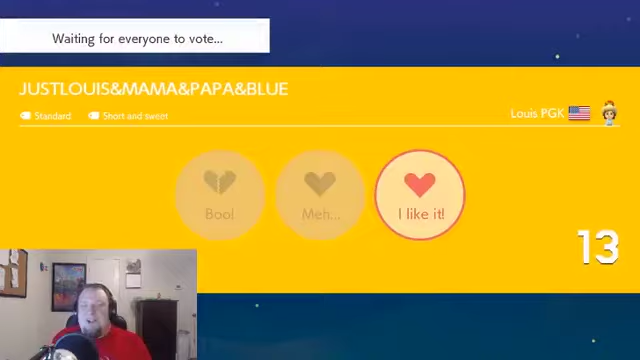 Waiting for everyone to vote...
JUSTLOUIS&MAMA&PAPA&BLUE
Standard
Short and sweet
Louis PGK
Boo!
Meh...
I like it!
13